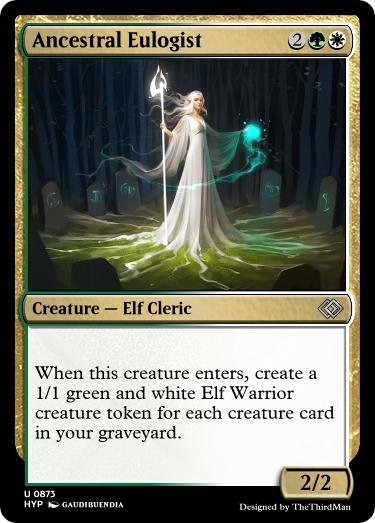 Ancestral Eulogist 2
Creature — Elf Cleric
When this creature enters, create a
1/1 green and white Elf Warrior
creature token for each creature card
in your graveyard.
2/2
U 0873
HYP GAUDIBUENDIA
Designed by TheThirdMan